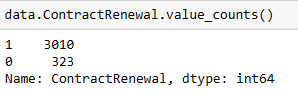 data.ContractRenewal.value_counts()
1    3010
0     323
Name: ContractRenewal, dtype: int64